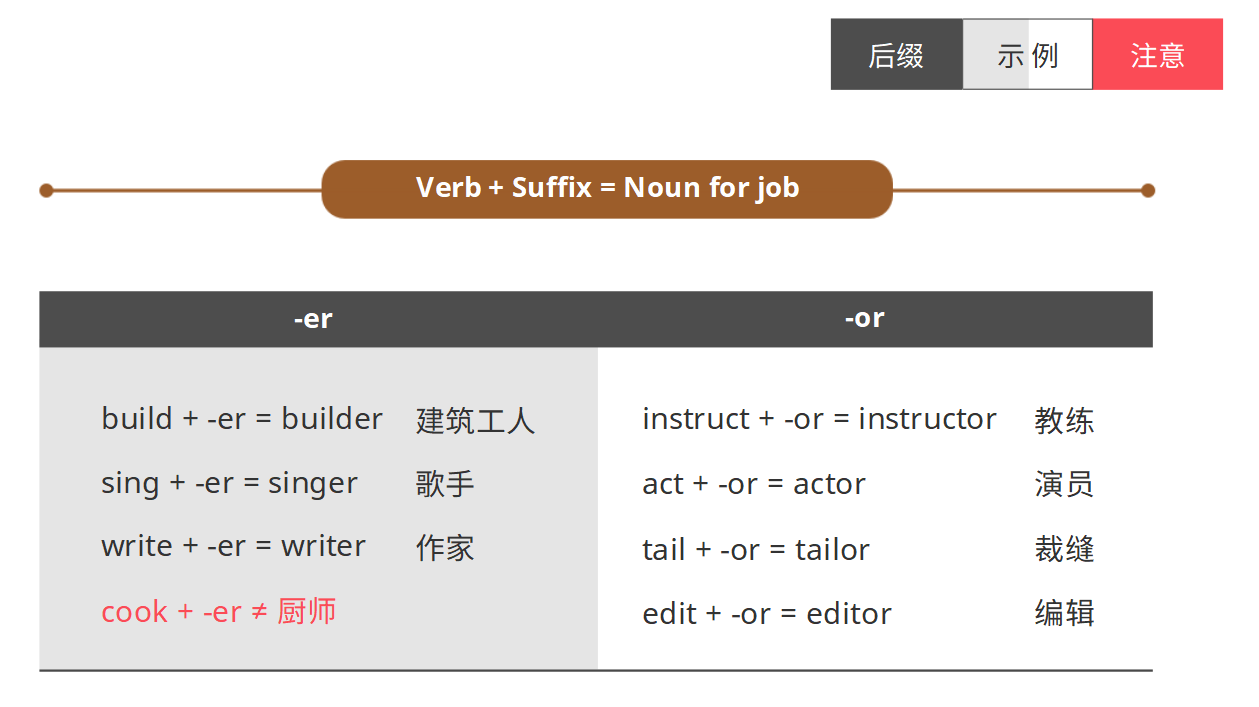 后缀 示例 注意
Verb + Suffix = Noun for job
-er -or
build + -er = builder 建筑工人 instruct + -or = instructor 教练
sing + -er = singer 歌手 act + -or = actor 演员
write + -er = writer 作家 tail + -or = tailor 裁缝
cook + -er ≠ 厨师 edit + -or = editor 编辑